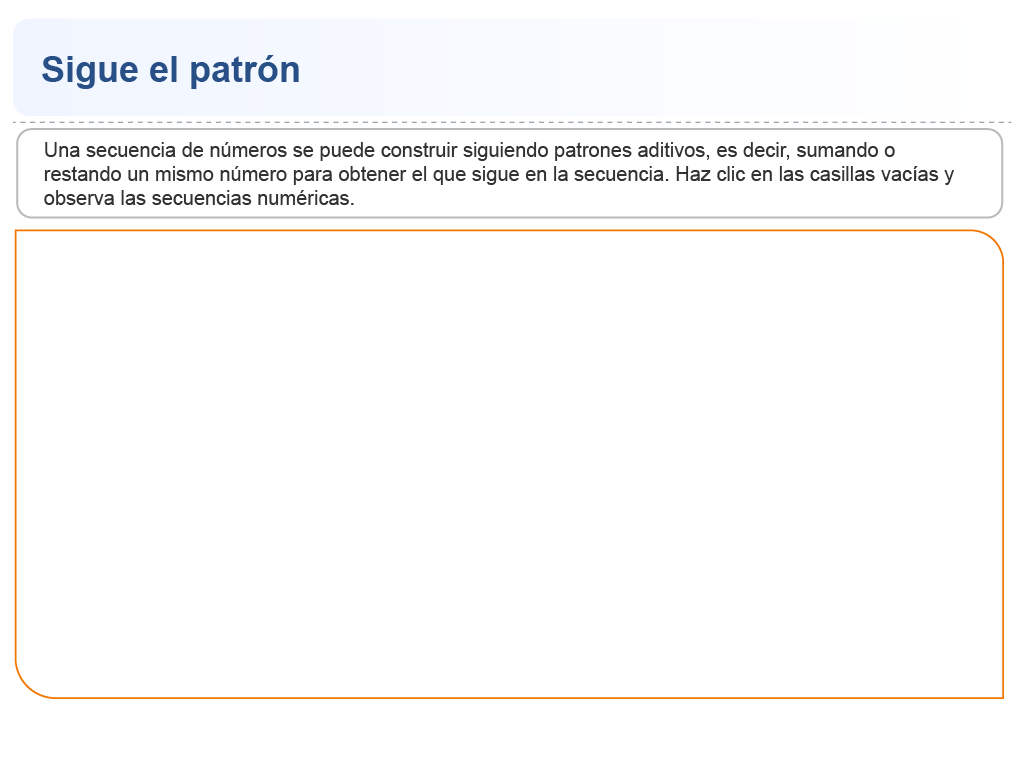 Sigue el patrón
Una secuencia de números se puede construir siguiendo patrones aditivos, es decir, sumando o
restando un mismo número para obtener el que sigue en la secuencia. Haz clic en las casillas vacías y
observa las secuencias numéricas.